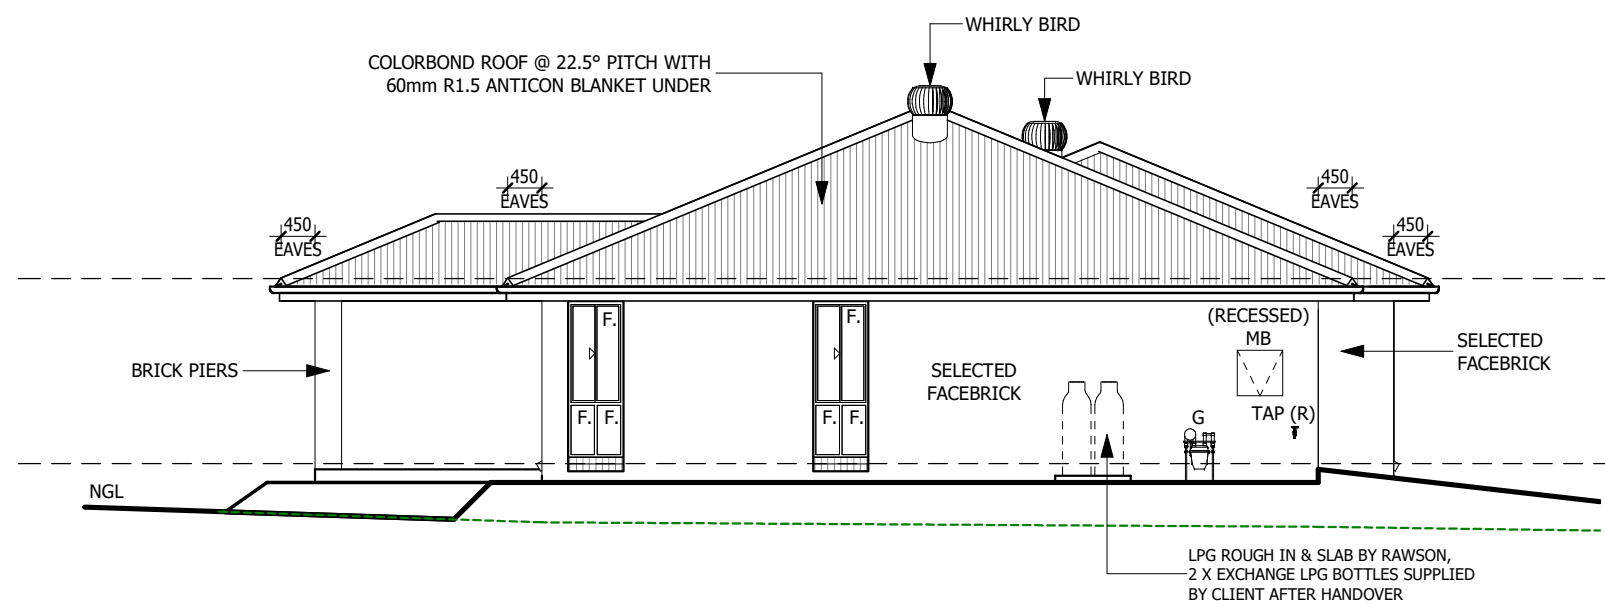 WHIRLY BIRD
COLORBOND ROOF @ 22.5° PITCH WITH
60mm R1.5 ANTICON BLANKET UNDER
WHIRLY BIRD
450
EAVES
450
EAVES
450
EAVES
450
EAVES
F.
F.
(RECESSED)
MB
SELECTED
FACEBRICK
BRICK PIERS
SELECTED
FACEBRICK
F.
F.
F.
F.
G
TAP (R)
NGL
LPG ROUGH IN & SLAB BY RAWSON,
2 X EXCHANGE LPG BOTTLES SUPPLIED
BY CLIENT AFTER HANDOVER